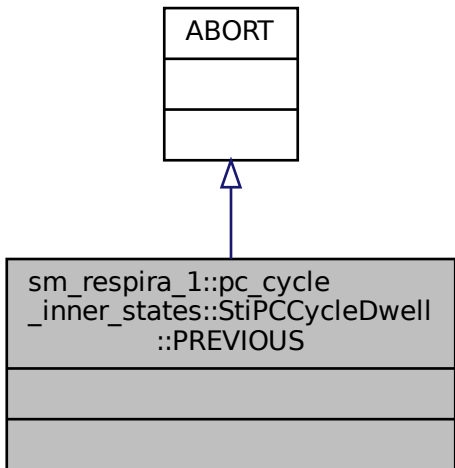 ABORT
sm_respira_1::pc_cycle
_inner_states::StiPCCycleDwell
::PREVIOUS